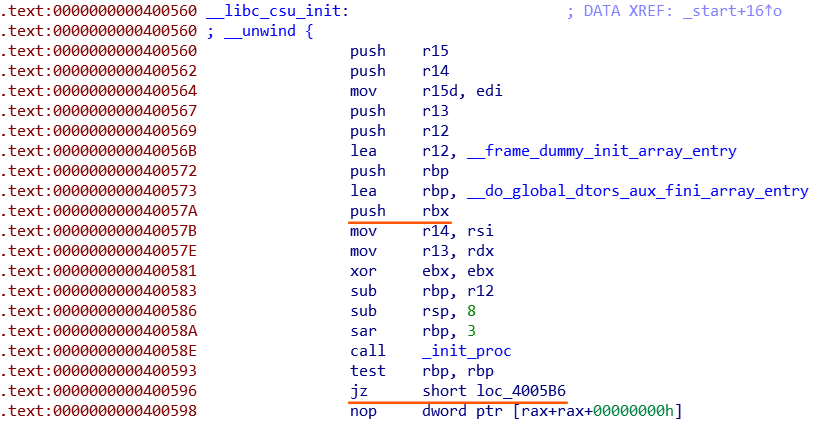 .text:0000000000400560 __libc_csu_init: ; DATA XREF: _start+16↑o
.text:0000000000400560 ; __unwind {
.text:0000000000400560 push r15
.text:0000000000400562 push r14
.text:0000000000400564 mov r15d, edi
.text:0000000000400567 push r13
.text:0000000000400569 push r12
.text:000000000040056B lea r12, __frame_dummy_init_array_entry
.text:0000000000400572 push rbp
.text:0000000000400573 lea rbp, __do_global_dtors_aux_fini_array_entry
.text:000000000040057A push rbx
.text:000000000040057B mov r14, rsi
.text:000000000040057E mov r13, rdx
.text:0000000000400581 xor ebx, ebx
.text:0000000000400583 sub rbp, r12
.text:0000000000400586 sub rsp, 8
.text:000000000040058A sar rbp, 3
.text:000000000040058E call _init_proc
.text:0000000000400593 test rbp, rbp
.text:0000000000400596 jz short loc_4005B6
.text:0000000000400598 nop dword ptr [rax+rax+00000000h]